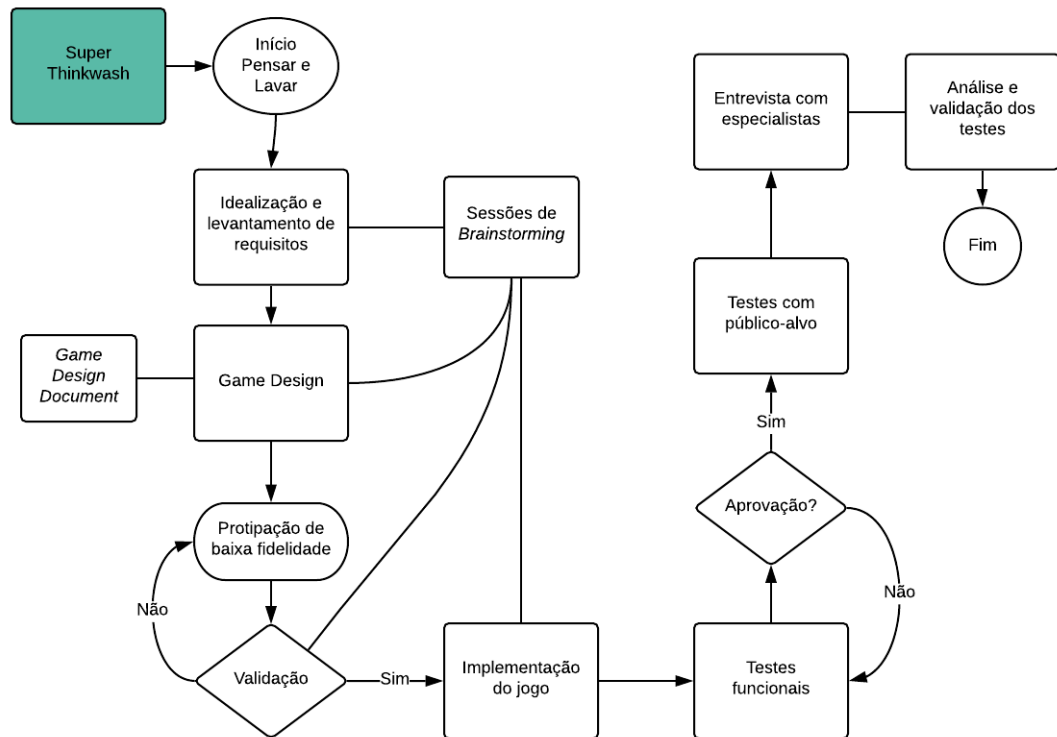 Super
Thinkwash
Início
Pensar e
Lavar
Idealização e
levantamento de
requisitos
Sessões de
Brainstorming
Game
Design
Document
Game Design
Protipação de
baixa fidelidade
Não
Validação
Sim
Implementação
do jogo
Testes
funcionais
Não
Aprovação?
Sim
Testes com
público-alvo
Entrevista com
especialistas
Análise e
validação dos
testes
Fim